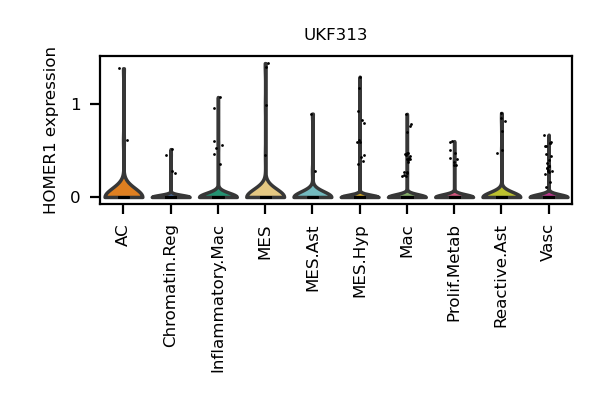 UKF313
HOMER1 expression
1
0
AC
Chromatin.Reg
Inflammatory.Mac
MES
MES.Ast
MES.Hyp
Mac
Prolif.Metab
Reactive.Ast
Vasc